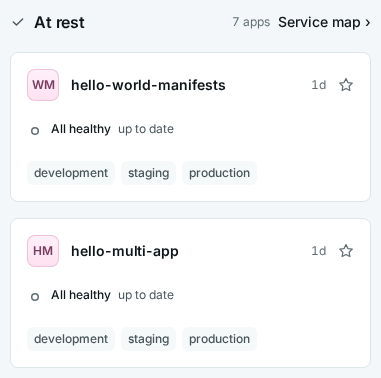 At rest 7 apps Service map ›
WM hello-world-manifests 1d
All healthy up to date
development staging production
HM hello-multi-app 1d
All healthy up to date
development staging production